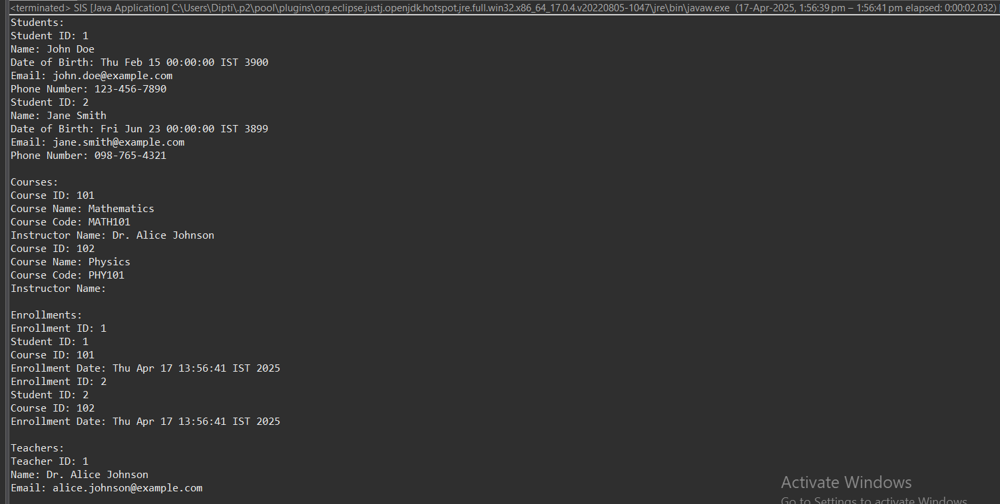 <terminated> SIS [Java Application] C:\Users\Dipti\.p2\pool\plugins\org.eclipse.justj.openjdk.hotspot.jre.full.win32.x86_64_17.0.4.v20220805-1047\jre\bin\javaw.exe (17-Apr-2025, 1:56:39 pm – 1:56:41 pm elapsed: 0:00:02.032)
Students:
Student ID: 1
Name: John Doe
Date of Birth: Thu Feb 15 00:00:00 IST 3900
Email: john.doe@example.com
Phone Number: 123-456-7890
Student ID: 2
Name: Jane Smith
Date of Birth: Fri Jun 23 00:00:00 IST 3899
Email: jane.smith@example.com
Phone Number: 098-765-4321

Courses:
Course ID: 101
Course Name: Mathematics
Course Code: MATH101
Instructor Name: Dr. Alice Johnson
Course ID: 102
Course Name: Physics
Course Code: PHY101
Instructor Name:

Enrollments:
Enrollment ID: 1
Student ID: 1
Course ID: 101
Enrollment Date: Thu Apr 17 13:56:41 IST 2025
Enrollment ID: 2
Student ID: 2
Course ID: 102
Enrollment Date: Thu Apr 17 13:56:41 IST 2025

Teachers:
Teacher ID: 1
Name: Dr. Alice Johnson
Email: alice.johnson@example.com
Activate Windows
Go to Settings to activate Windows